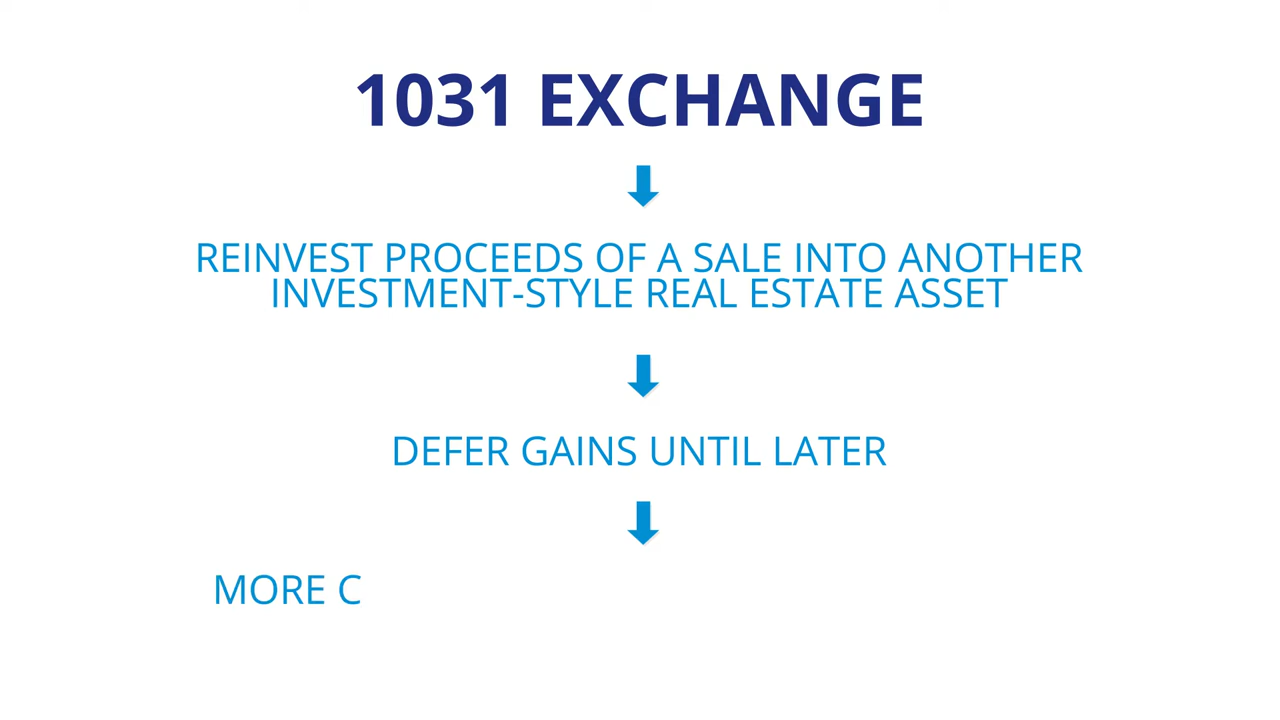 1031 EXCHANGE
REINVEST PROCEEDS OF A SALE INTO ANOTHER
INVESTMENT-STYLE REAL ESTATE ASSET
DEFER GAINS UNTIL LATER
MORE C